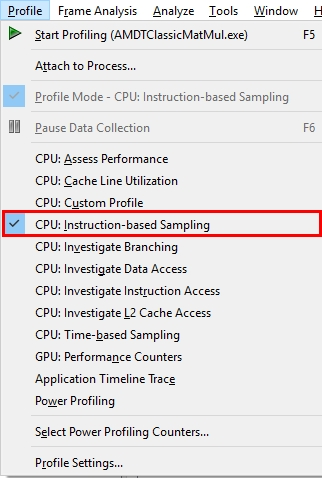 Profile Frame Analysis Analyze Tools Window
Start Profiling (AMDTClassicMatMul.exe) F5
Attach to Process...
Profile Mode - CPU: Instruction-based Sampling
Pause Data Collection F6
CPU: Assess Performance
CPU: Cache Line Utilization
CPU: Custom Profile
CPU: Instruction-based Sampling
CPU: Investigate Branching
CPU: Investigate Data Access
CPU: Investigate Instruction Access
CPU: Investigate L2 Cache Access
CPU: Time-based Sampling
GPU: Performance Counters
Application Timeline Trace
Power Profiling
Select Power Profiling Counters...
Profile Settings...